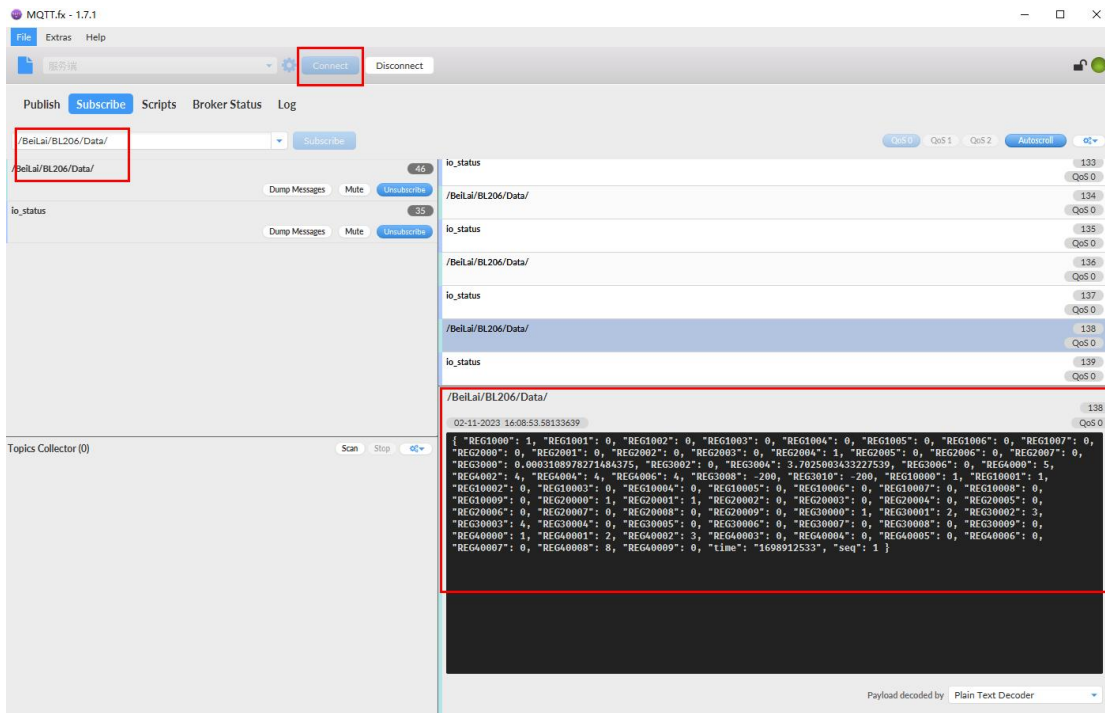 MQTT.fx - 1.7.1
File Extras Help
服务端 Connect Disconnect
Publish Subscribe Scripts Broker Status Log
/BeiLai/BL206/Data/ Subscribe QoS 0 QoS 1 QoS 2 Autoscroll
/BeiLai/BL206/Data/ 46
Dump Messages Mute Unsubscribe
io_status 35
Dump Messages Mute Unsubscribe
io_status 133
QoS 0
/BeiLai/BL206/Data/ 134
QoS 0
io_status 135
QoS 0
/BeiLai/BL206/Data/ 136
QoS 0
io_status 137
QoS 0
/BeiLai/BL206/Data/ 138
QoS 0
io_status 139
QoS 0
/BeiLai/BL206/Data/ 138
02-11-2023 16:08:53.58133639 QoS 0
Topics Collector (0) Scan Stop
{ "REG1000": 1, "REG1001": 0, "REG1002": 0, "REG1003": 0, "REG1004": 0, "REG1005": 0, "REG1006": 0, "REG1007": 0,
"REG2000": 0, "REG2001": 0, "REG2002": 0, "REG2003": 0, "REG2004": 1, "REG2005": 0, "REG2006": 0, "REG2007": 0,
"REG3000": 0.0003108978271484375, "REG3002": 0, "REG3004": 3.7025003433227539, "REG3006": 0, "REG4000": 5,
"REG4002": 4, "REG4004": 4, "REG4006": 4, "REG3008": -200, "REG3010": -200, "REG10000": 1, "REG10001": 1,
"REG10002": 0, "REG10003": 0, "REG10004": 0, "REG10005": 0, "REG10006": 0, "REG10007": 0, "REG10008": 0,
"REG10009": 0, "REG20000": 1, "REG20001": 1, "REG20002": 0, "REG20003": 0, "REG20004": 0, "REG20005": 0,
"REG20006": 0, "REG20007": 0, "REG20008": 0, "REG20009": 0, "REG30000": 1, "REG30001": 2, "REG30002": 3,
"REG30003": 4, "REG30004": 0, "REG30005": 0, "REG30006": 0, "REG30007": 0, "REG30008": 0, "REG30009": 0,
"REG40000": 1, "REG40001": 2, "REG40002": 3, "REG40003": 0, "REG40004": 0, "REG40005": 0, "REG40006": 0,
"REG40007": 0, "REG40008": 8, "REG40009": 0, "time": "1698912533", "seq": 1 }
Payload decoded by Plain Text Decoder